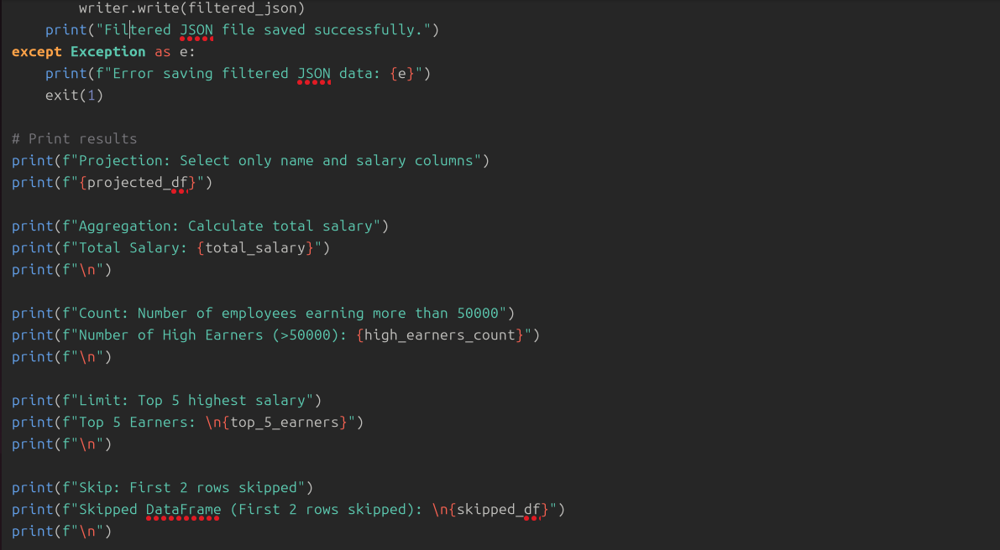 writer.write(filtered_json)
    print("Filtered JSON file saved successfully.")
except Exception as e:
    print(f"Error saving filtered JSON data: {e}")
    exit(1)

# Print results
print(f"Projection: Select only name and salary columns")
print(f"{projected_df}")

print(f"Aggregation: Calculate total salary")
print(f"Total Salary: {total_salary}")
print(f"\n")

print(f"Count: Number of employees earning more than 50000")
print(f"Number of High Earners (>50000): {high_earners_count}")
print(f"\n")

print(f"Limit: Top 5 highest salary")
print(f"Top 5 Earners: \n{top_5_earners}")
print(f"\n")

print(f"Skip: First 2 rows skipped")
print(f"Skipped DataFrame (First 2 rows skipped): \n{skipped_df}")
print(f"\n")